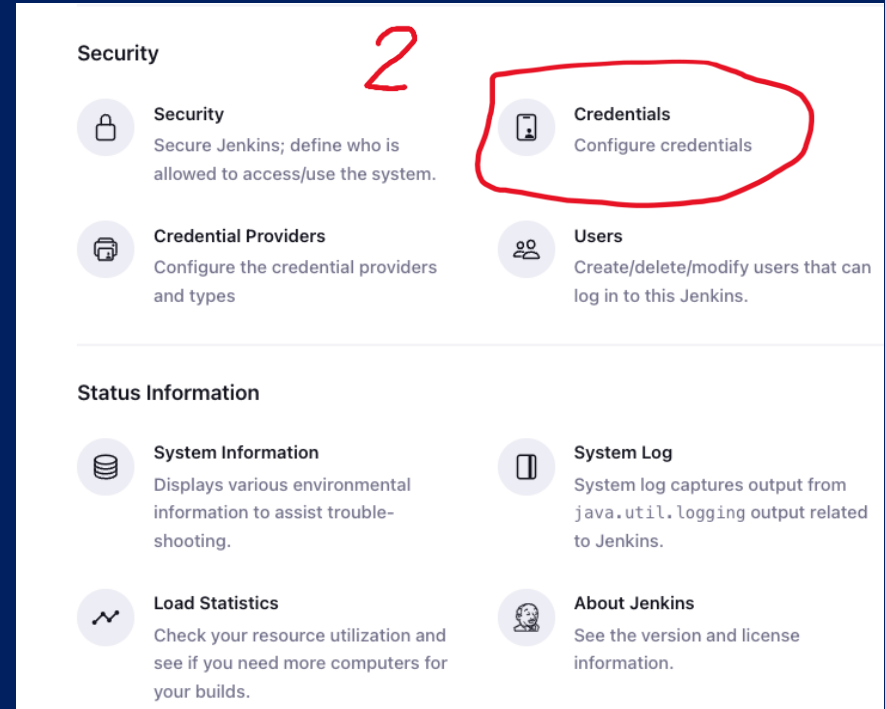 Security
2
Security
Secure Jenkins; define who is
allowed to access/use the system.
Credentials
Configure credentials
Credential Providers
Configure the credential providers
and types
Users
Create/delete/modify users that can
log in to this Jenkins.
Status Information
System Information
Displays various environmental
information to assist trouble-
shooting.
System Log
System log captures output from
java.util.logging output related
to Jenkins.
Load Statistics
Check your resource utilization and
see if you need more computers for
your builds.
About Jenkins
See the version and license
information.